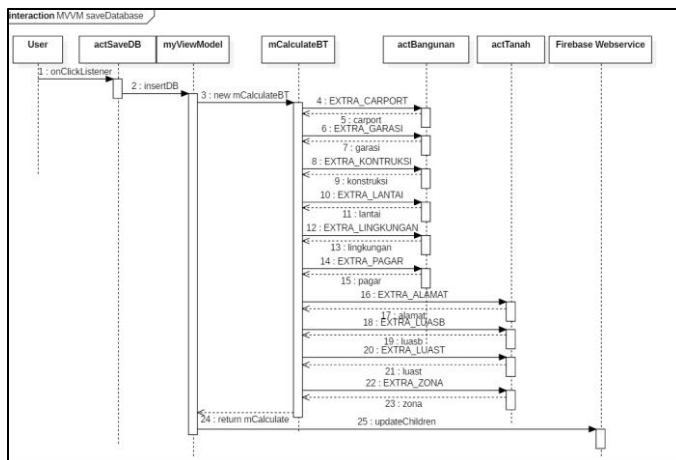 interaction MVVM saveDatabase
User
actSaveDB
myViewModel
mCalculateBT
actBangunan
actTanah
Firebase Webservice
1 : onClickListener
2 : insertDB
3 : new mCalculateBT
4 : EXTRA_CARPORT
5 : carport
6 : EXTRA_GARASI
7 : garasi
8 : EXTRA_KONTRUKSI
9 : konstruksi
10 : EXTRA_LANTAI
11 : lantai
12 : EXTRA_LINGKUNGAN
13 : lingkungan
14 : EXTRA_PAGAR
15 : pagar
16 : EXTRA_ALAMAT
17 : alamat
18 : EXTRA_LUASB
19 : luasb
20 : EXTRA_LUAST
21 : luast
22 : EXTRA_ZONA
23 : zona
24 : return mCalculate
25 : updateChildren